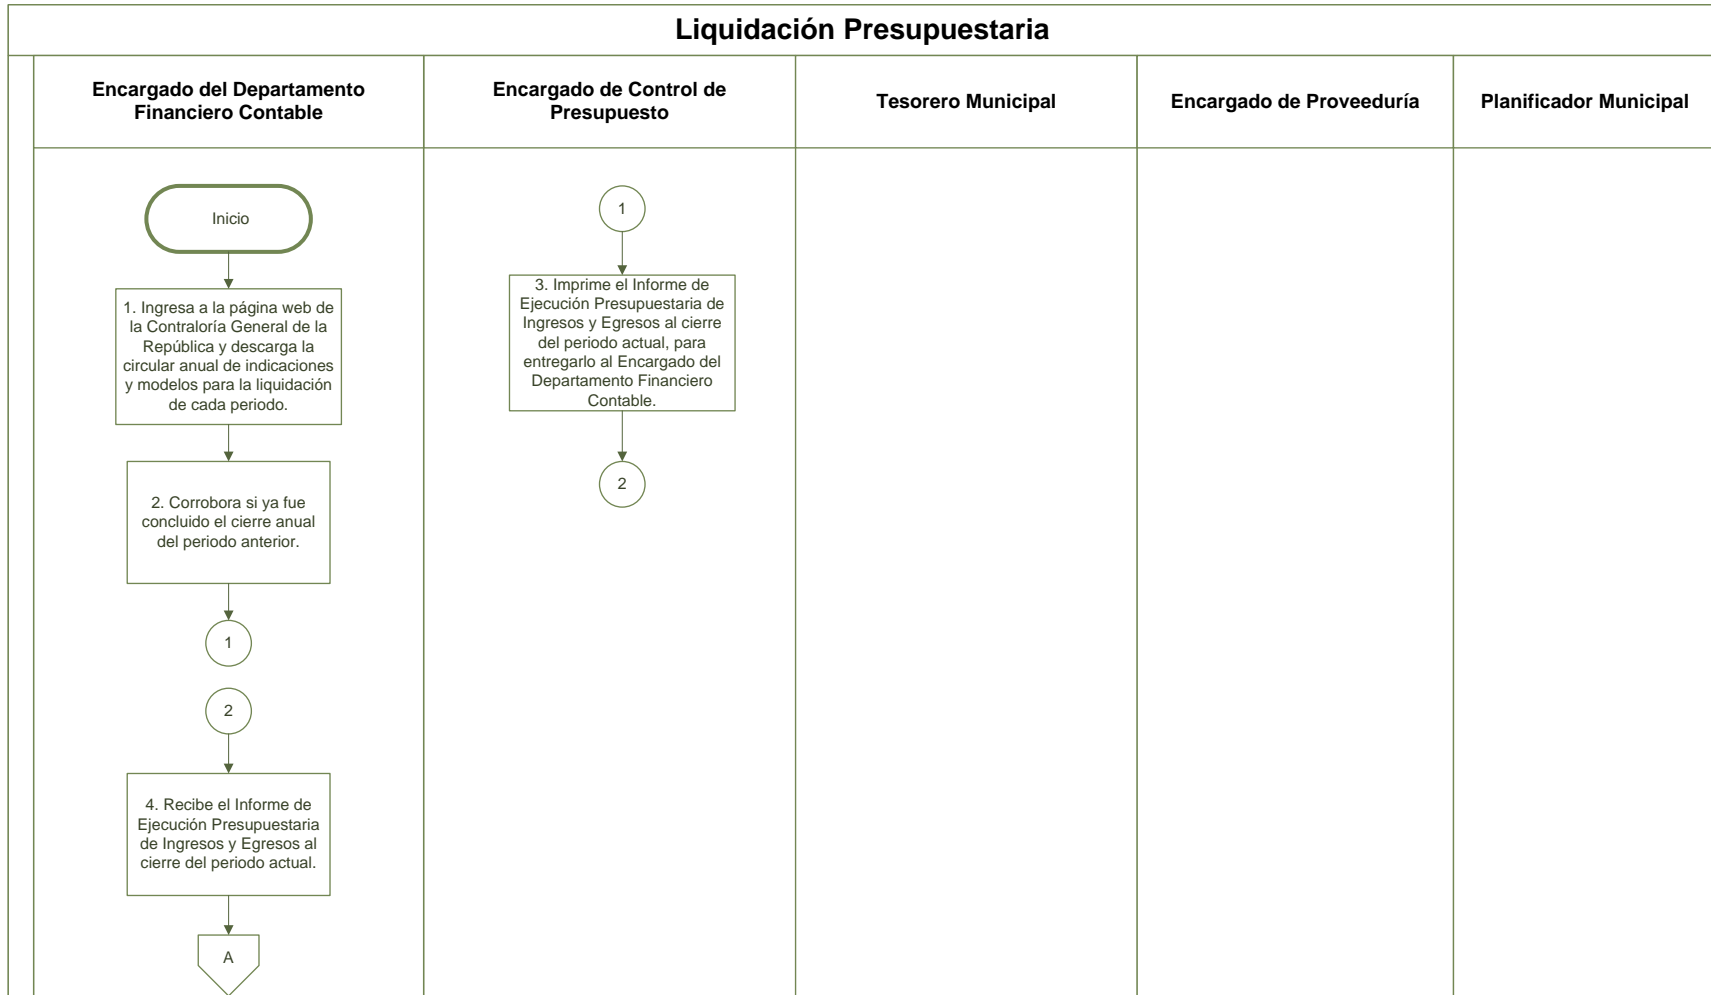 Liquidación Presupuestaria
Encargado del Departamento
Financiero Contable
Encargado de Control de
Presupuesto
Tesorero Municipal
Encargado de Proveeduría
Planificador Municipal
Inicio
1. Ingresa a la página web de
la Contraloría General de la
República y descarga la
circular anual de indicaciones
y modelos para la liquidación
de cada periodo.
2. Corrobora si ya fue
concluido el cierre anual
del periodo anterior.
1
2
4. Recibe el Informe de
Ejecución Presupuestaria
de Ingresos y Egresos al
cierre del periodo actual.
A
1
3. Imprime el Informe de
Ejecución Presupuestaria de
Ingresos y Egresos al cierre
del periodo actual, para
entregarlo al Encargado del
Departamento Financiero
Contable.
2